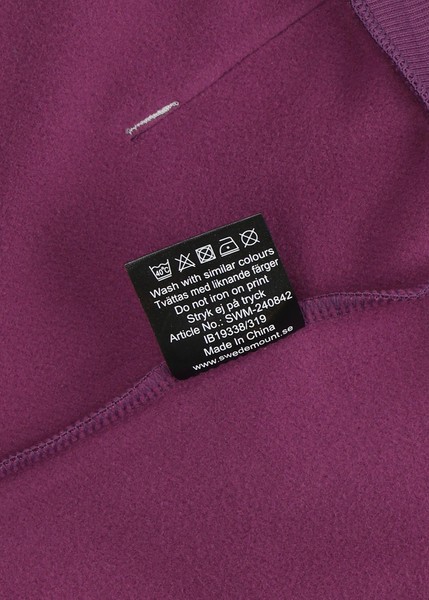 40°C
Wash with similar colours
Tvättas med liknande färger
Do not iron on print
Stryk ej på tryck
Article No.: SWM-240842
IB19338/319
Made In China
www.swedemount.se